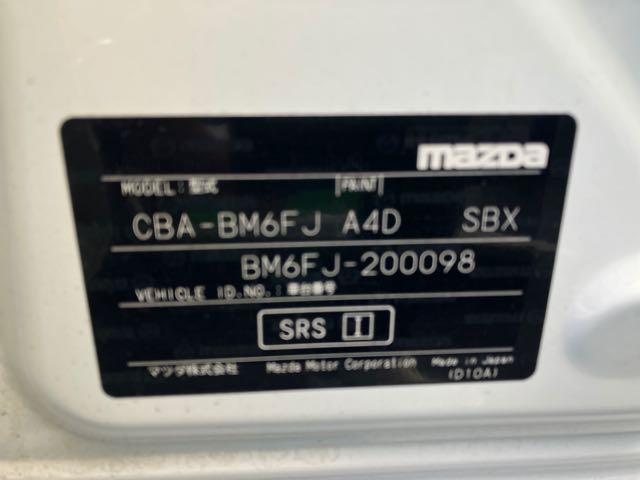 mazda
MODEL:型式 PAINT
CBA-BM6FJ A4D SBX
BM6FJ-200098
VEHICLE ID.NO.:車台番号
SRS I
マツダ株式会社 Mazda Motor Corporation Made in Japan
(D10A)